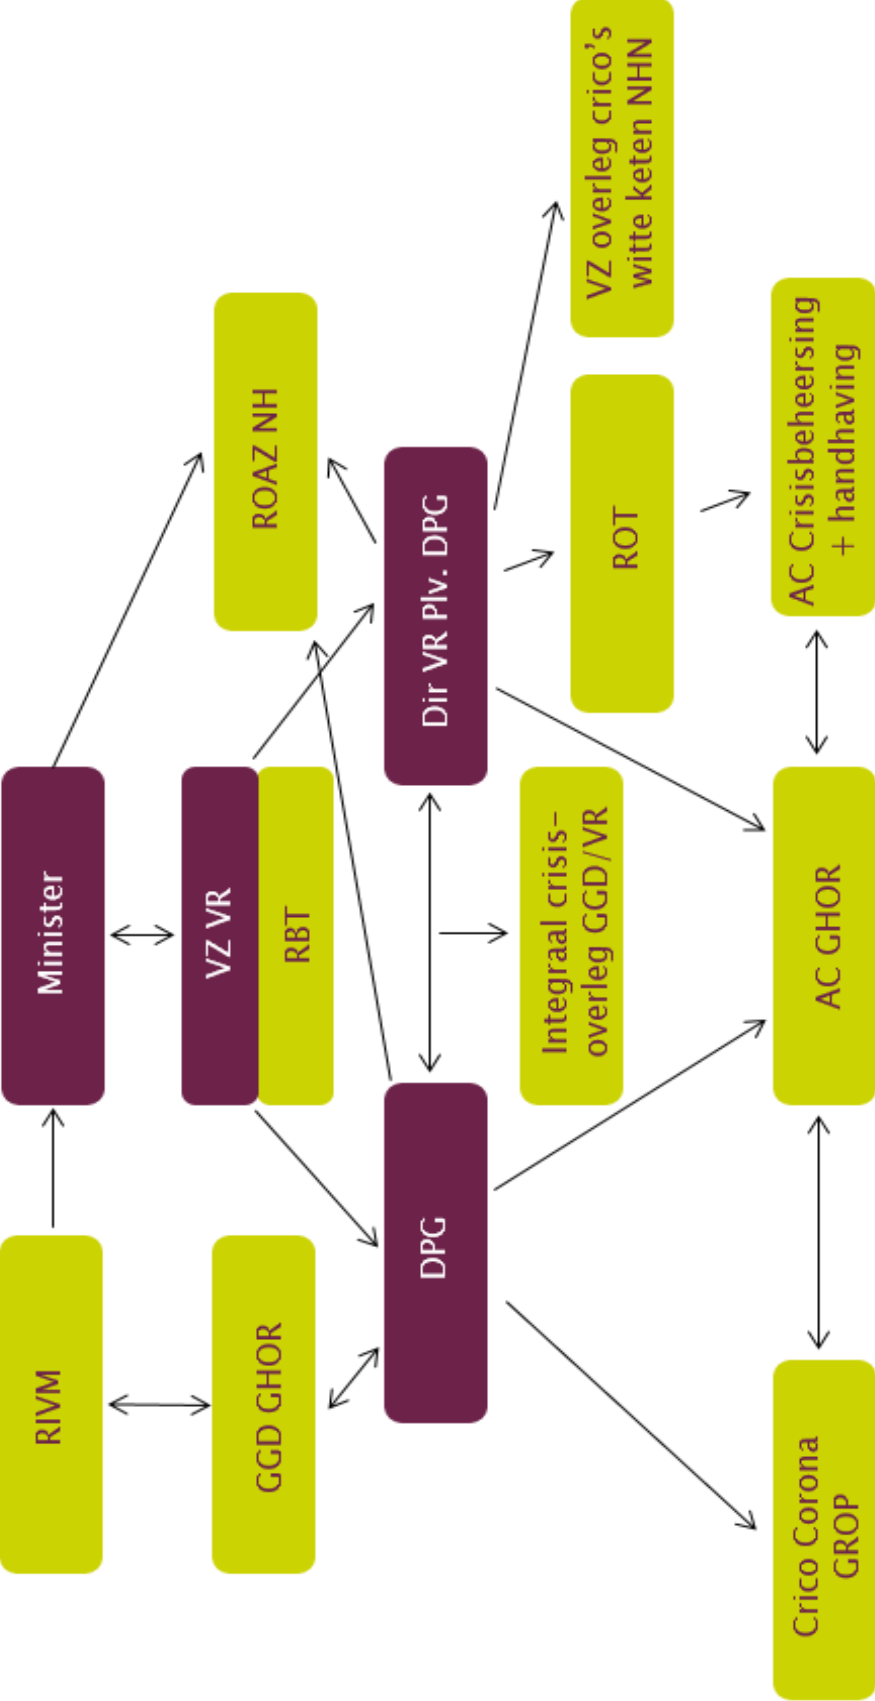 RIVM
Minister
GGD GHOR
VZ VR
RBT
ROAZ NH
DPG
Dir VR Plv. DPG
Integraal crisis-
overleg GGD/VR
ROT
VZ overleg crico's
witte keten NHN
Crico Corona
GROP
AC GHOR
AC Crisisbeheersing
+ handhaving